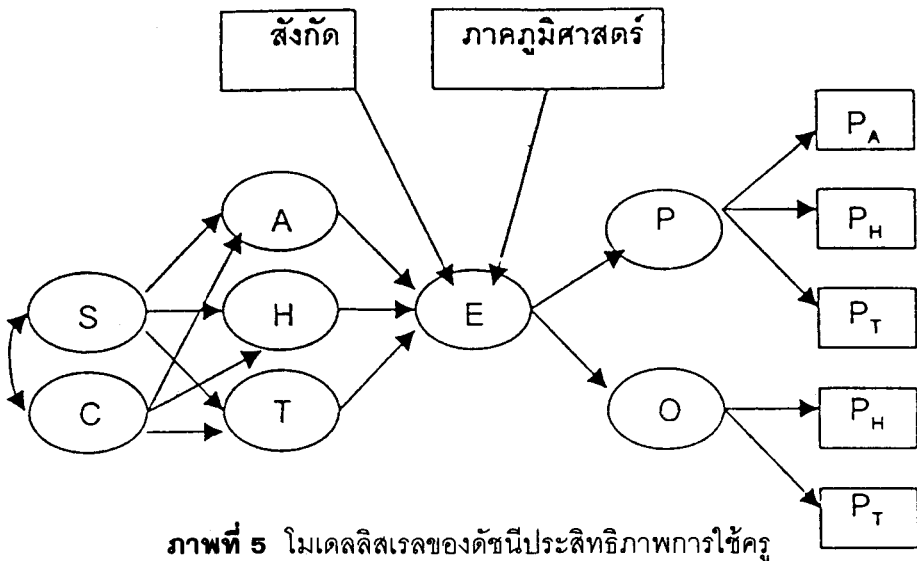 สังกัด ภาคภูมิศาสตร์
P_A
A P
P_H
S H E
P_T
C T O
P_H
P_T
ภาพที่ 5 โมเดลลิสเรลของดัชนีประสิทธิภาพการใช้ครู